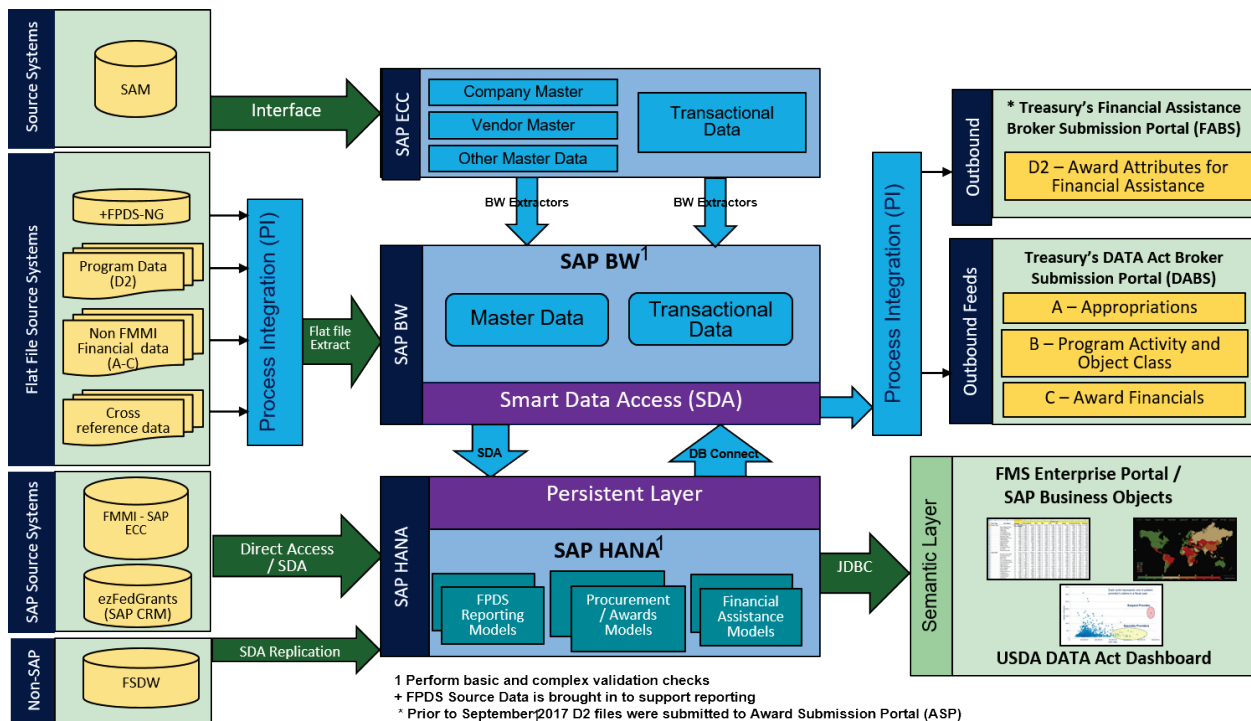 Source Systems
SAM
Interface
SAP ECC
Company Master
Vendor Master
Other Master Data
Transactional
Data
BW Extractors
BW Extractors
Flat File Source Systems
+FPDS-NG
Program Data
(D2)
Non FMMI
Financial data
(A-C)
Cross
reference data
Process Integration (PI)
Flat file
Extract
SAP BW
SAP BW1
Master Data
Transactional
Data
Smart Data Access (SDA)
SDA
DB Connect
Process Integration (PI)
Outbound
* Treasury's Financial Assistance
Broker Submission Portal (FABS)
D2 – Award Attributes for
Financial Assistance
Outbound Feeds
Treasury's DATA Act Broker
Submission Portal (DABS)
A – Appropriations
B – Program Activity and
Object Class
C – Award Financials
SAP Source Systems
FMMI - SAP
ECC
ezFedGrants
(SAP CRM)
Direct Access
/ SDA
Non-SAP
FSDW
SDA Replication
SAP HANA
Persistent Layer
SAP HANA1
FPDS
Reporting
Models
Procurement
/ Awards
Models
Financial
Assistance
Models
JDBC
Semantic Layer
FMS Enterprise Portal /
SAP Business Objects
USDA DATA Act Dashboard
1 Perform basic and complex validation checks
+ FPDS Source Data is brought in to support reporting
* Prior to September 2017 D2 files were submitted to Award Submission Portal (ASP)
1